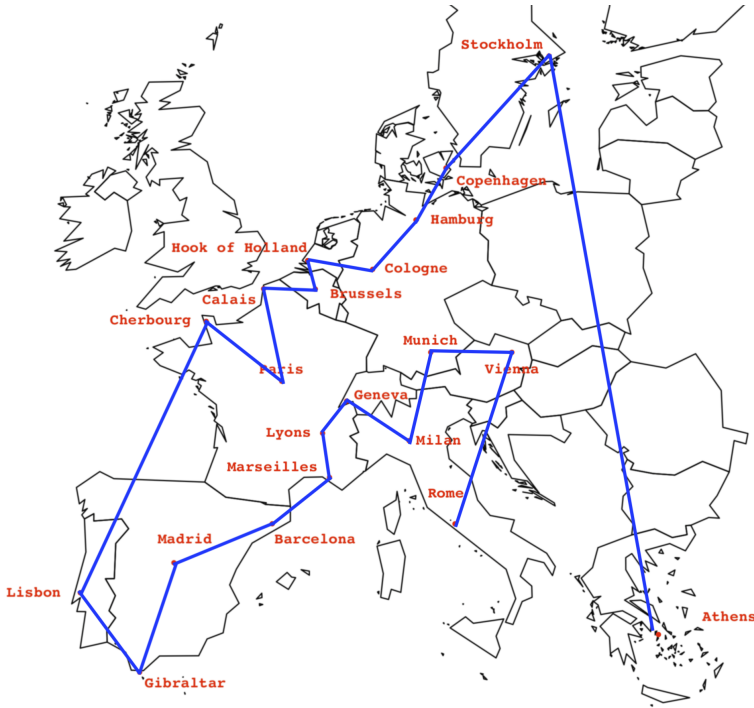 Stockholm
Copenhagen
Hamburg
Hook of Holland
Cologne
Calais
Brussels
Cherbourg
Munich
Paris
Vienna
Geneva
Lyons
Milan
Marseilles
Rome
Madrid
Barcelona
Lisbon
Athens
Gibraltar